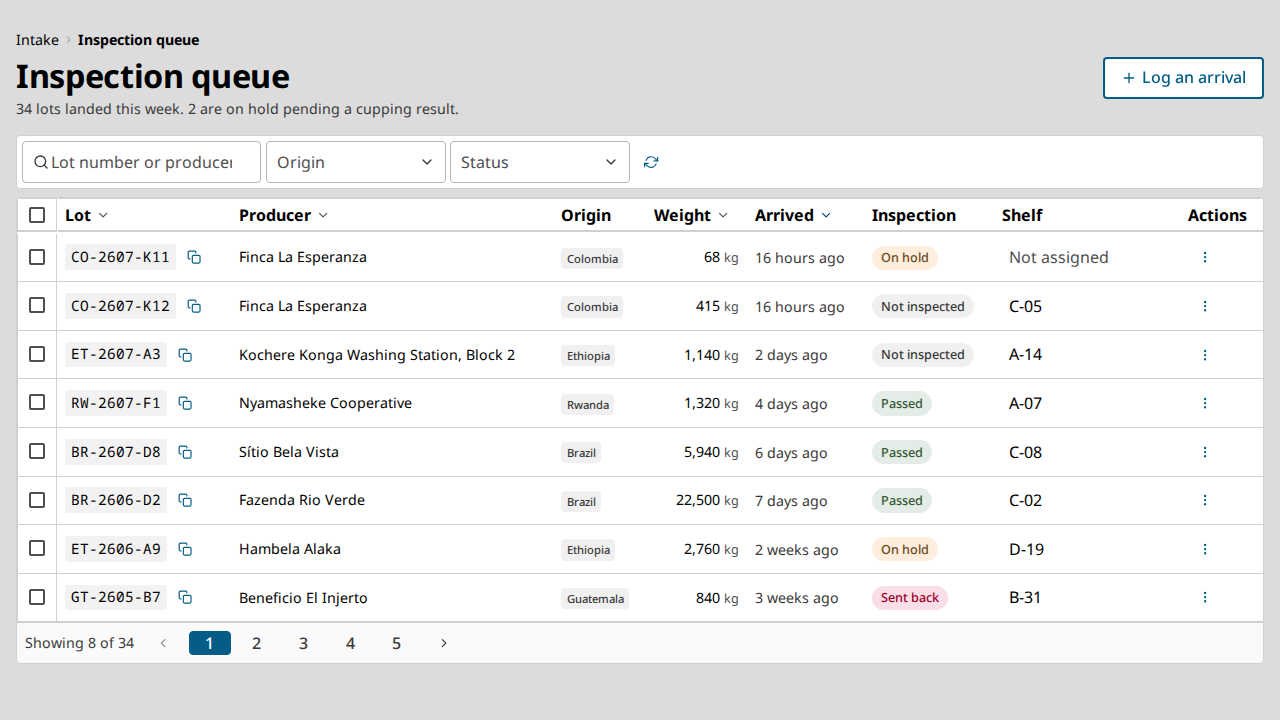 Intake Inspection queue
Inspection queue
Log an arrival
34 lots landed this week. 2 are on hold pending a cupping result.
Lot number or producer Origin Status
Lot Producer Origin Weight Arrived Inspection Shelf Actions
CO-2607-K11 Finca La Esperanza Colombia 68 kg 16 hours ago On hold Not assigned
CO-2607-K12 Finca La Esperanza Colombia 415 kg 16 hours ago Not inspected C-05
ET-2607-A3 Kochere Konga Washing Station, Block 2 Ethiopia 1,140 kg 2 days ago Not inspected A-14
RW-2607-F1 Nyamasheke Cooperative Rwanda 1,320 kg 4 days ago Passed A-07
BR-2607-D8 Sítio Bela Vista Brazil 5,940 kg 6 days ago Passed C-08
BR-2606-D2 Fazenda Rio Verde Brazil 22,500 kg 7 days ago Passed C-02
ET-2606-A9 Hambela Alaka Ethiopia 2,760 kg 2 weeks ago On hold D-19
GT-2605-B7 Beneficio El Injerto Guatemala 840 kg 3 weeks ago Sent back B-31
Showing 8 of 34 1 2 3 4 5